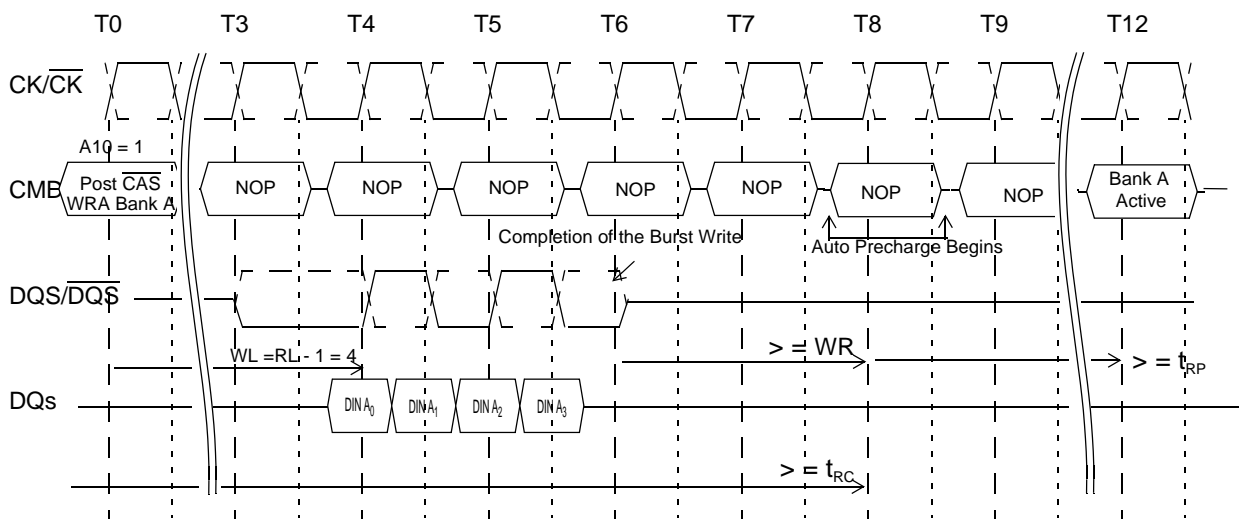 T0 T3 T4 T5 T6 T7 T8 T9 T12
CK/CK
A10 = 1
CMD
Post CAS
WRA Bank A
NOP NOP NOP NOP NOP NOP NOP
Bank A
Active
Completion of the Burst Write
Auto Precharge Begins
DQS/DQS
WL =RL - 1 = 4
> = WR
> = tRP
DQs
DIN A0 DIN A1 DIN A2 DIN A3
> = tRC